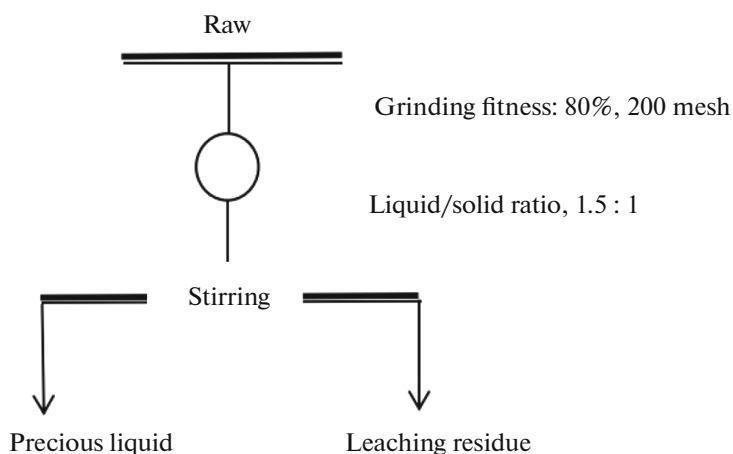 Raw
Grinding fitness: 80%, 200 mesh
Liquid/solid ratio, 1.5 : 1
Stirring
Precious liquid
Leaching residue